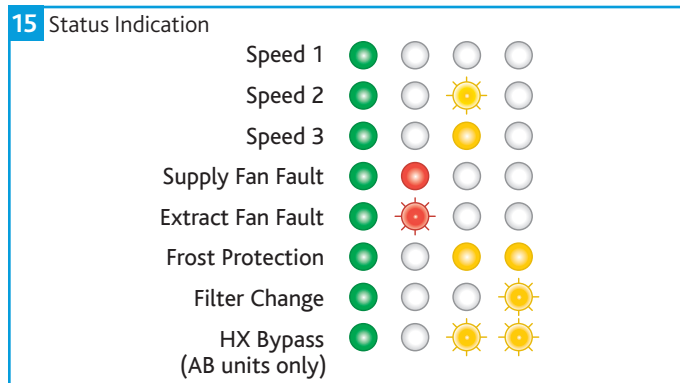 15 Status Indication
Speed 1
Speed 2
Speed 3
Supply Fan Fault
Extract Fan Fault
Frost Protection
Filter Change
HX Bypass
(AB units only)